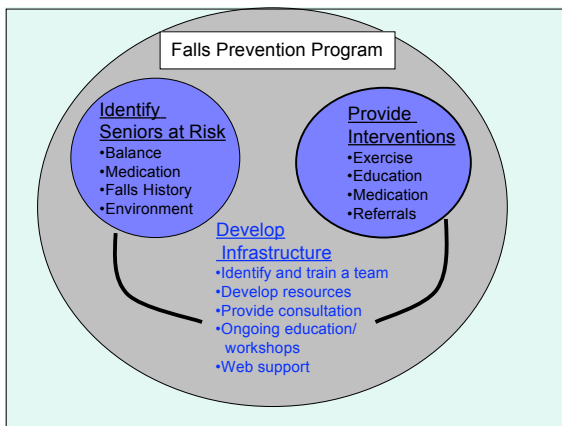 Falls Prevention Program
Identify
Seniors at Risk
•Balance
•Medication
•Falls History
•Environment
Provide
Interventions
•Exercise
•Education
•Medication
•Referrals
Develop
Infrastructure
•Identify and train a team
•Develop resources
•Provide consultation
•Ongoing education/
workshops
•Web support